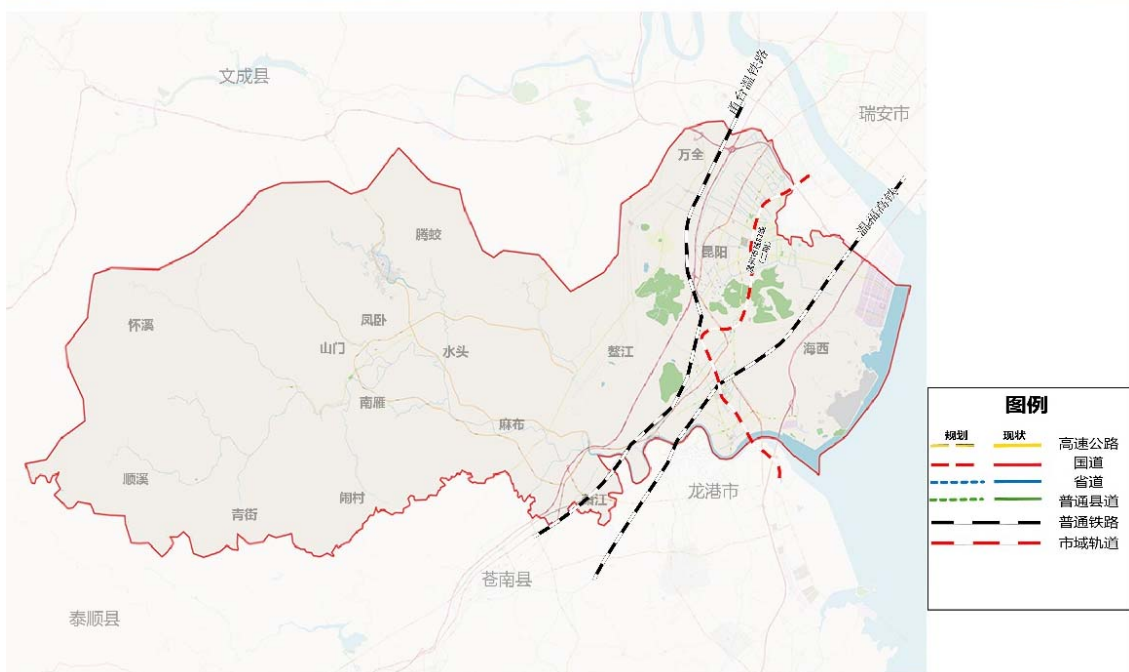 文成县
甬台温铁路
瑞安市
万全
温福高铁
腾蛟
昆阳
（二期）
怀溪
凤卧
山门
水头
鳌江
海西
南雁
麻布
顺溪
闹村
青街
龙港市
苍南县
泰顺县
图例
规划
现状
高速公路
国道
省道
普通县道
普通铁路
市域轨道